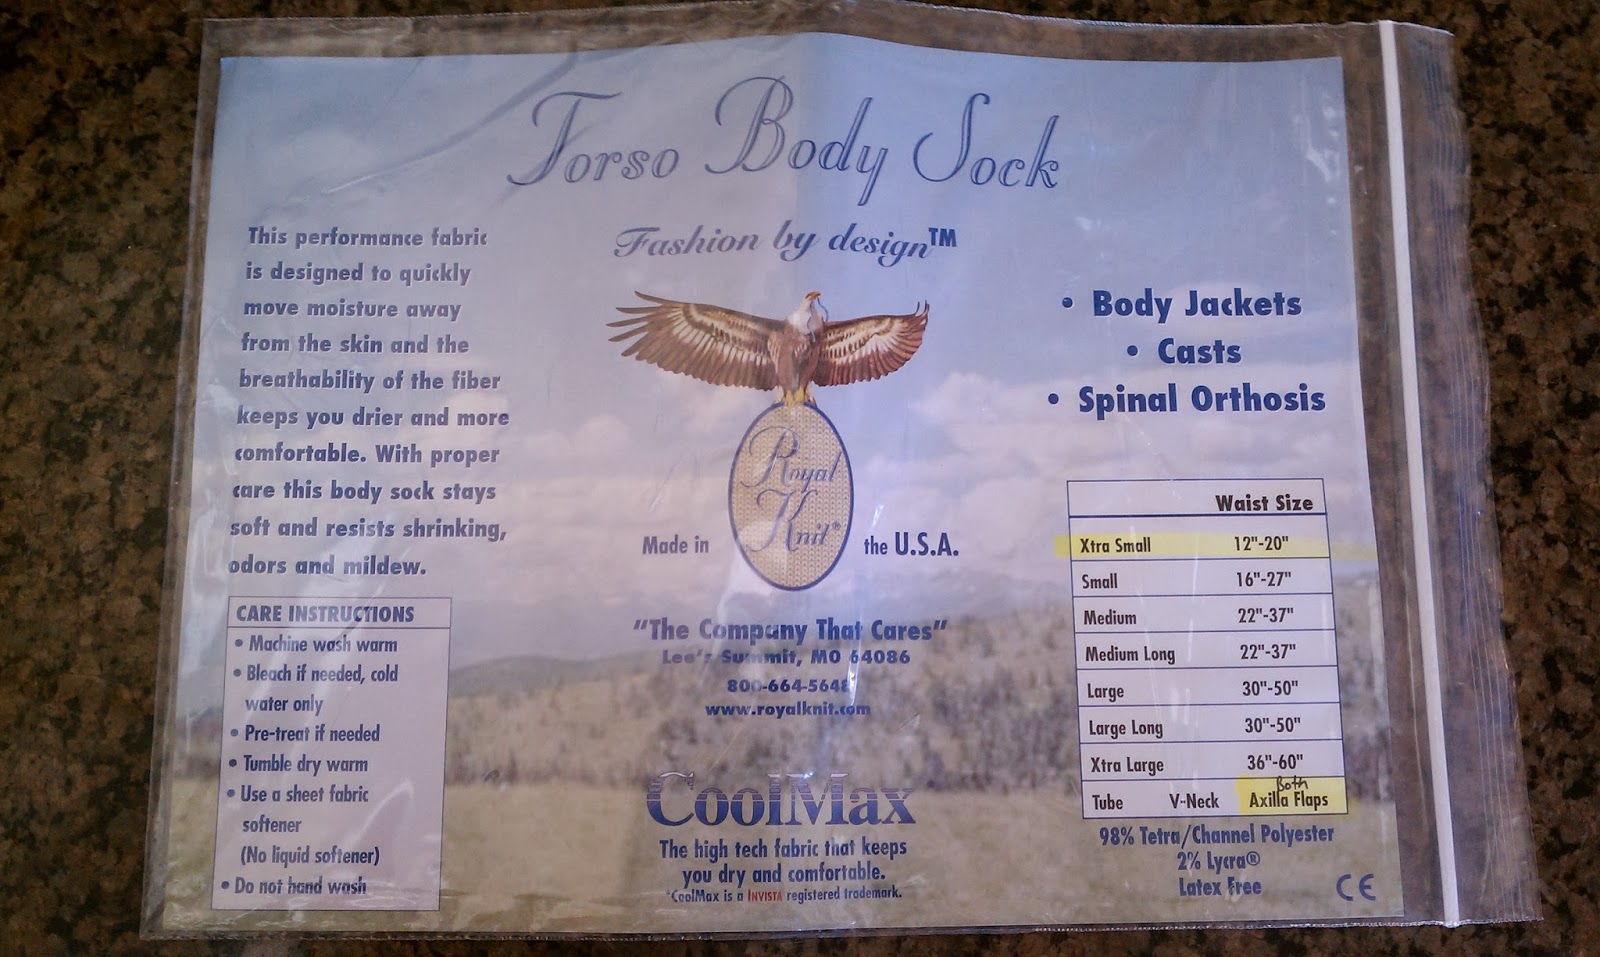 Torso Body Sock
Fashion by design™
This performance fabric
is designed to quickly
move moisture away
from the skin and the
breathability of the fiber
keeps you drier and more
comfortable. With proper
care this body sock stays
soft and resists shrinking,
odors and mildew.
CARE INSTRUCTIONS
• Machine wash warm
• Bleach if needed, cold
water only
• Pre-treat if needed
• Tumble dry warm
• Use a sheet fabric
softener
(No liquid softener)
• Do not hand wash
Royal
Knit®
Made in the U.S.A.
"The Company That Cares"
Lee's Summit, MO 64086
800-664-5648
www.royalknit.com
CoolMax
The high tech fabric that keeps
you dry and comfortable.
*CoolMax is a INVISTA registered trademark.
• Body Jackets
• Casts
• Spinal Orthosis
Waist Size
Xtra Small 12"-20"
Small 16"-27"
Medium 22"-37"
Medium Long 22"-37"
Large 30"-50"
Large Long 30"-50"
Xtra Large 36"-60"
Both
Tube V-Neck Axilla Flaps
98% Tetra/Channel Polyester
2% Lycra®
Latex Free
CE